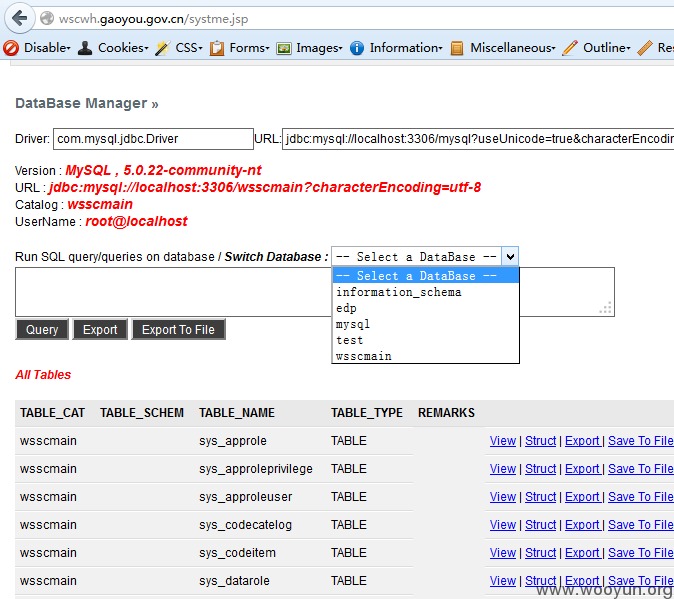 wscwh.gaoyou.gov.cn/systme.jsp
Disable Cookies CSS Forms Images Information Miscellaneous Outline
DataBase Manager »
Driver: com.mysql.jdbc.Driver URL: jdbc:mysql://localhost:3306/mysql?useUnicode=true&characterEncoding
Version : MySQL , 5.0.22-community-nt
URL : jdbc:mysql://localhost:3306/wsscmain?characterEncoding=utf-8
Catalog : wsscmain
UserName : root@localhost
Run SQL query/queries on database / Switch Database : -- Select a DataBase --
-- Select a DataBase --
information_schema
edp
mysql
test
wsscmain
Query Export Export To File
All Tables
TABLE_CAT TABLE_SCHEM TABLE_NAME TABLE_TYPE REMARKS
wsscmain sys_approle TABLE View | Struct | Export | Save To File
wsscmain sys_approleprivilege TABLE View | Struct | Export | Save To File
wsscmain sys_approleuser TABLE View | Struct | Export | Save To File
wsscmain sys_codecatelog TABLE View | Struct | Export | Save To File
wsscmain sys_codeitem TABLE View | Struct | Export | Save To File
wsscmain sys_datarole TABLE View | Struct | Export | Save To File
www.wooyun.org